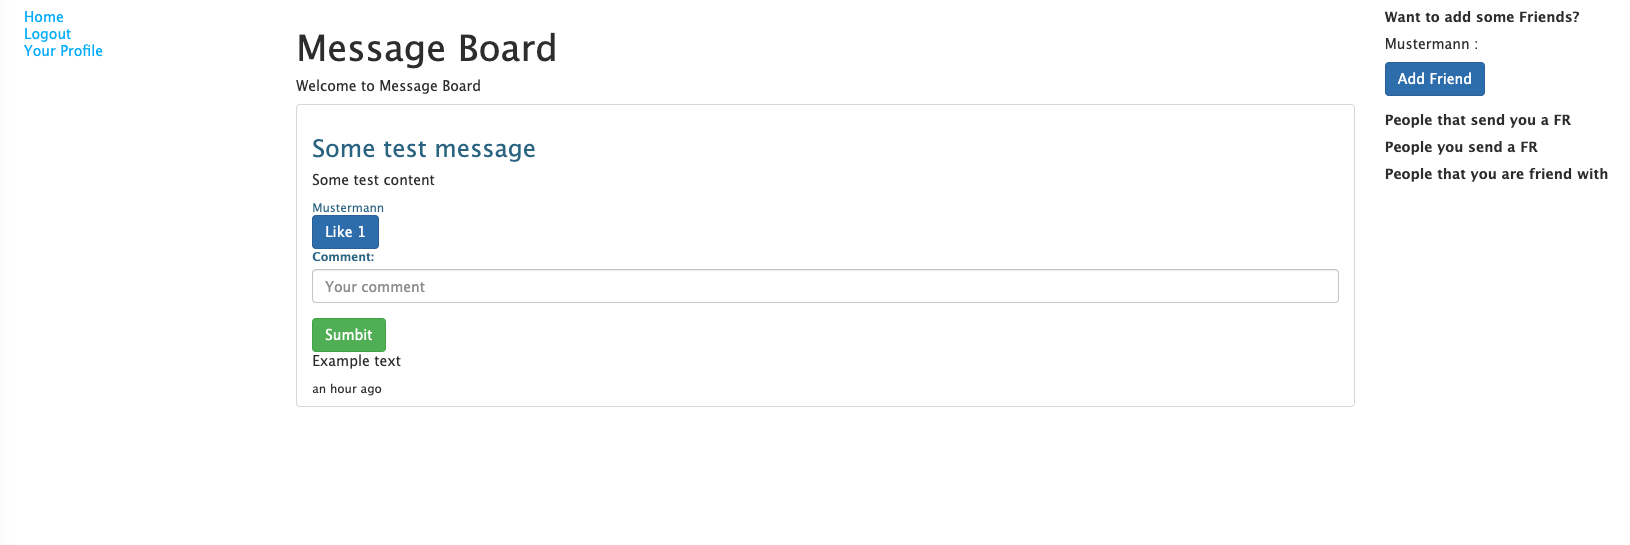 Home
Logout
Your Profile
Message Board
Welcome to Message Board
Some test message
Some test content
Mustermann
Like 1
Comment:
Your comment
Sumbit
Example text
an hour ago
Want to add some Friends?
Mustermann :
Add Friend
People that send you a FR
People you send a FR
People that you are friend with